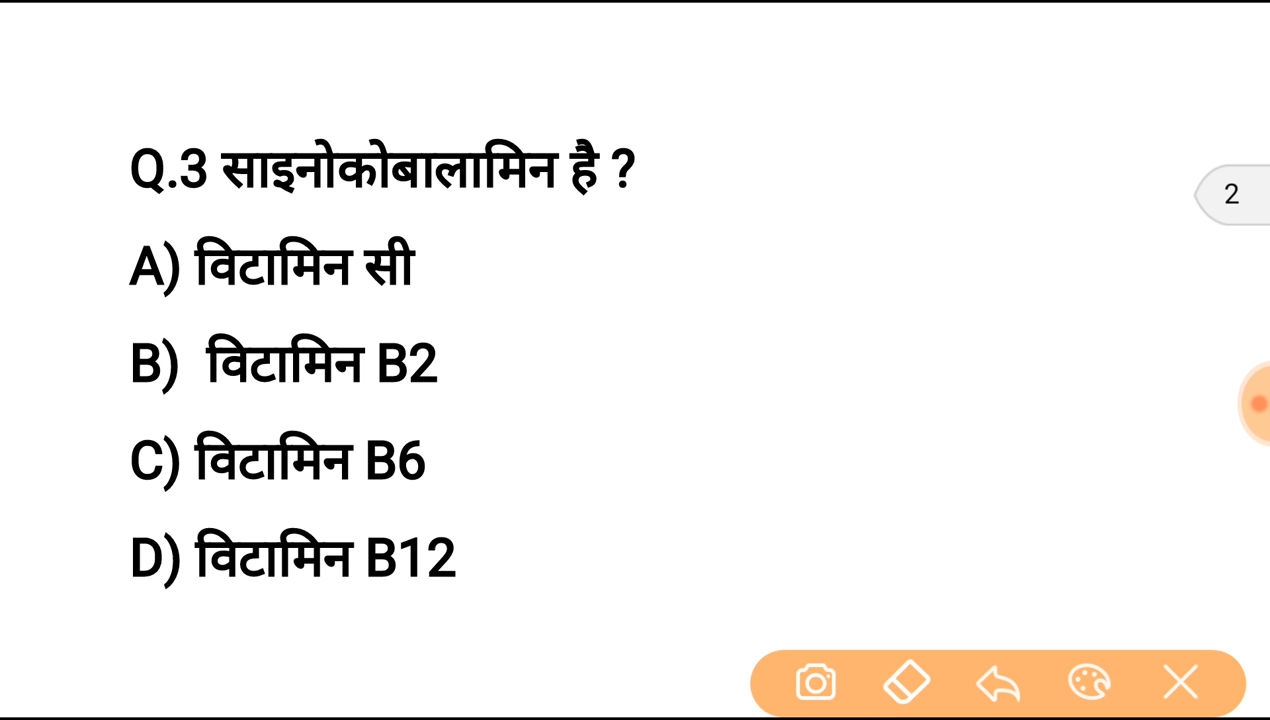 Q.3 साइनोकोबालामिन है ?
A) विटामिन सी
B) विटामिन B2
C) विटामिन B6
D) विटामिन B12
2